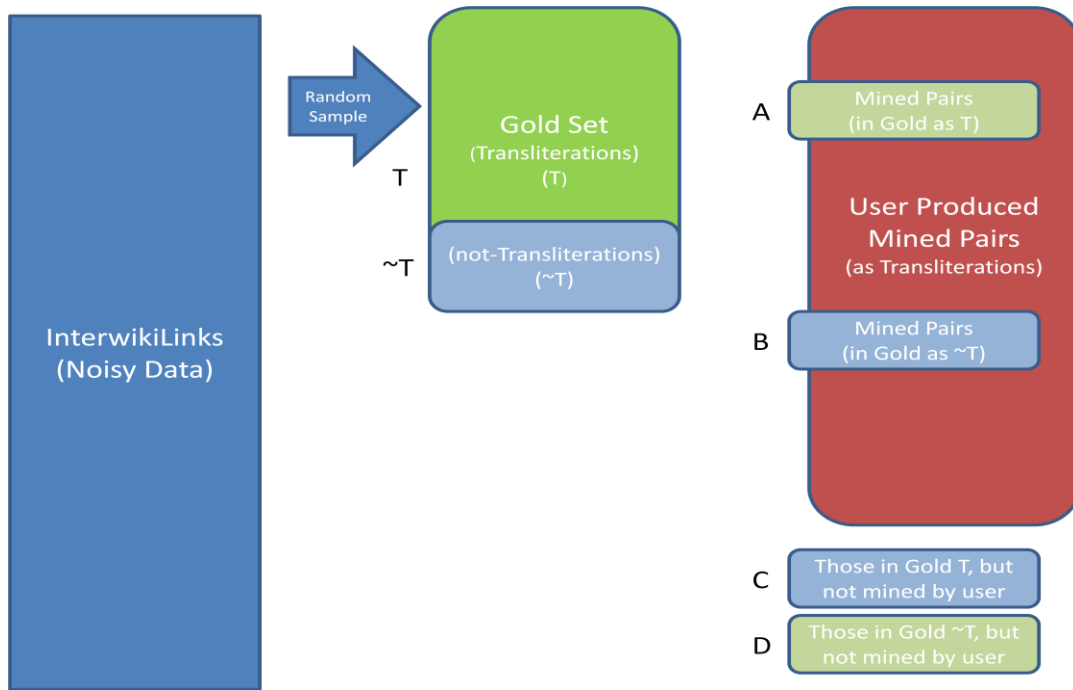 InterwikiLinks
(Noisy Data)
Random
Sample
T
~T
Gold Set
(Transliterations)
(T)
(not-Transliterations)
(~T)
A
Mined Pairs
(in Gold as T)
User Produced
Mined Pairs
(as Transliterations)
B
Mined Pairs
(in Gold as ~T)
C
Those in Gold T, but
not mined by user
D
Those in Gold ~T, but
not mined by user